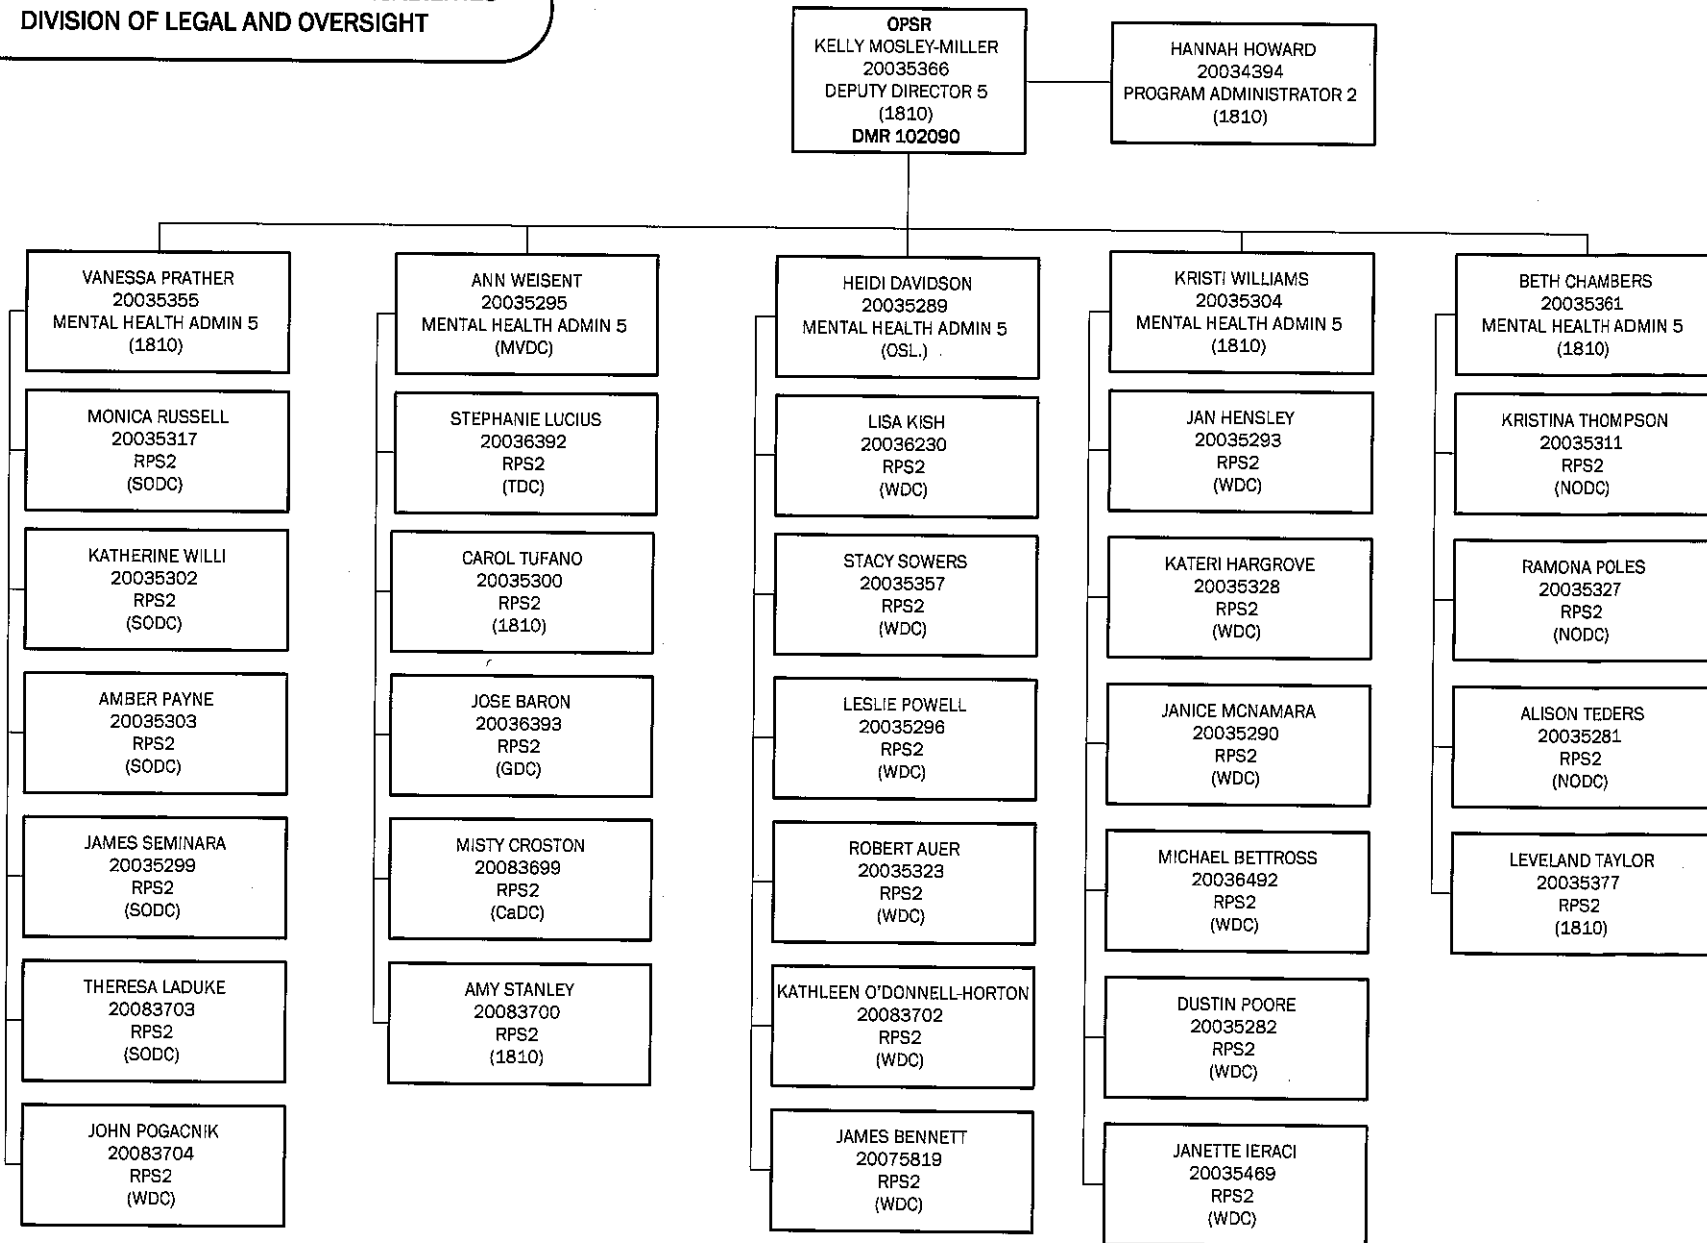 DIVISION OF LEGAL AND OVERSIGHT
OPSR
KELLY MOSLEY-MILLER
20035366
DEPUTY DIRECTOR 5
(1810)
DMR 102090
HANNAH HOWARD
20034394
PROGRAM ADMINISTRATOR 2
(1810)
VANESSA PRATHER
20035355
MENTAL HEALTH ADMIN 5
(1810)
MONICA RUSSELL
20035317
RPS2
(SODC)
KATHERINE WILLI
20035302
RPS2
(SODC)
AMBER PAYNE
20035303
RPS2
(SODC)
JAMES SEMINARA
20035299
RPS2
(SODC)
THERESA LADUKE
20083703
RPS2
(SODC)
JOHN POGACNIK
20083704
RPS2
(WDC)
ANN WEISENT
20035295
MENTAL HEALTH ADMIN 5
(MVDC)
STEPHANIE LUCIUS
20036392
RPS2
(TDC)
CAROL TUFANO
20035300
RPS2
(1810)
JOSE BARON
20036393
RPS2
(GDC)
MISTY CROSTON
20083699
RPS2
(CaDC)
AMY STANLEY
20083700
RPS2
(1810)
HEIDI DAVIDSON
20035289
MENTAL HEALTH ADMIN 5
(OSL.)
LISA KISH
20036230
RPS2
(WDC)
STACY SOWERS
20035357
RPS2
(WDC)
LESLIE POWELL
20035296
RPS2
(WDC)
ROBERT AUER
20035323
RPS2
(WDC)
KATHLEEN O'DONNELL-HORTON
20083702
RPS2
(WDC)
JAMES BENNETT
20075819
RPS2
(WDC)
KRISTI WILLIAMS
20035304
MENTAL HEALTH ADMIN 5
(1810)
JAN HENSLEY
20035293
RPS2
(WDC)
KATERI HARGROVE
20035328
RPS2
(WDC)
JANICE MCNAMARA
20035290
RPS2
(WDC)
MICHAEL BETTROSS
20036492
RPS2
(WDC)
DUSTIN POORE
20035282
RPS2
(WDC)
JANETTE IERACI
20035469
RPS2
(WDC)
BETH CHAMBERS
20035361
MENTAL HEALTH ADMIN 5
(1810)
KRISTINA THOMPSON
20035311
RPS2
(NODC)
RAMONA POLES
20035327
RPS2
(NODC)
ALISON TEDERS
20035281
RPS2
(NODC)
LEVELAND TAYLOR
20035377
RPS2
(1810)